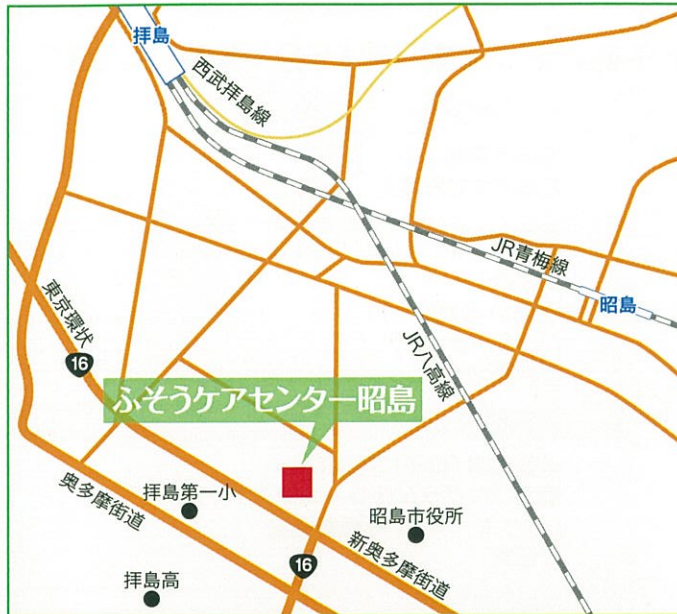 拝島
西武拝島線
JR青梅線
昭島
東京環状
16
JR八高線
ふそうケアセンター昭島
拝島第一小
奥多摩街道
昭島市役所
新奥多摩街道
16
拝島高